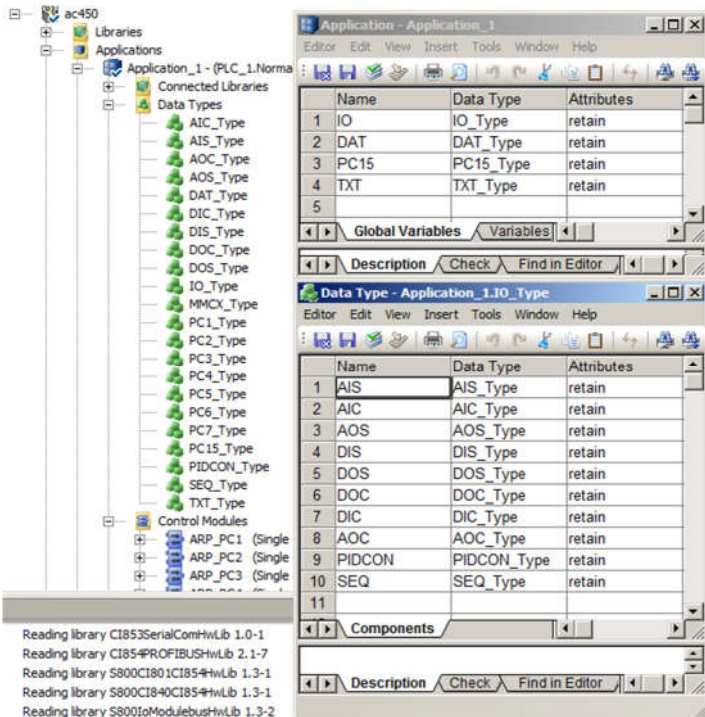 ac450
Libraries
Applications
Application_1 - (PLC_1.Norma
Connected Libraries
Data Types
AIC_Type
AIS_Type
AOC_Type
AOS_Type
DAT_Type
DIC_Type
DIS_Type
DOC_Type
DOS_Type
IO_Type
MMCX_Type
PC1_Type
PC2_Type
PC3_Type
PC4_Type
PC5_Type
PC6_Type
PC7_Type
PC15_Type
PIDCON_Type
SEQ_Type
TXT_Type
Control Modules
ARP_PC1 (Single
ARP_PC2 (Single
ARP_PC3 (Single
Reading library CI853SerialComHwLib 1.0-1
Reading library CI854PROFIBUSHwLib 2.1-7
Reading library S800CI801CI854HwLib 1.3-1
Reading library S800CI840CI854HwLib 1.3-1
Reading library S800IoModulebusHwLib 1.3-2
Application - Application_1
Editor Edit View Insert Tools Window Help
Name Data Type Attributes
1 IO IO_Type retain
2 DAT DAT_Type retain
3 PC15 PC15_Type retain
4 TXT TXT_Type retain
5
Global Variables Variables
Description Check Find in Editor
Data Type - Application_1.IO_Type
Editor Edit View Insert Tools Window Help
Name Data Type Attributes
1 AIS AIS_Type retain
2 AIC AIC_Type retain
3 AOS AOS_Type retain
4 DIS DIS_Type retain
5 DOS DOS_Type retain
6 DOC DOC_Type retain
7 DIC DIC_Type retain
8 AOC AOC_Type retain
9 PIDCON PIDCON_Type retain
10 SEQ SEQ_Type retain
11
Components
Description Check Find in Editor